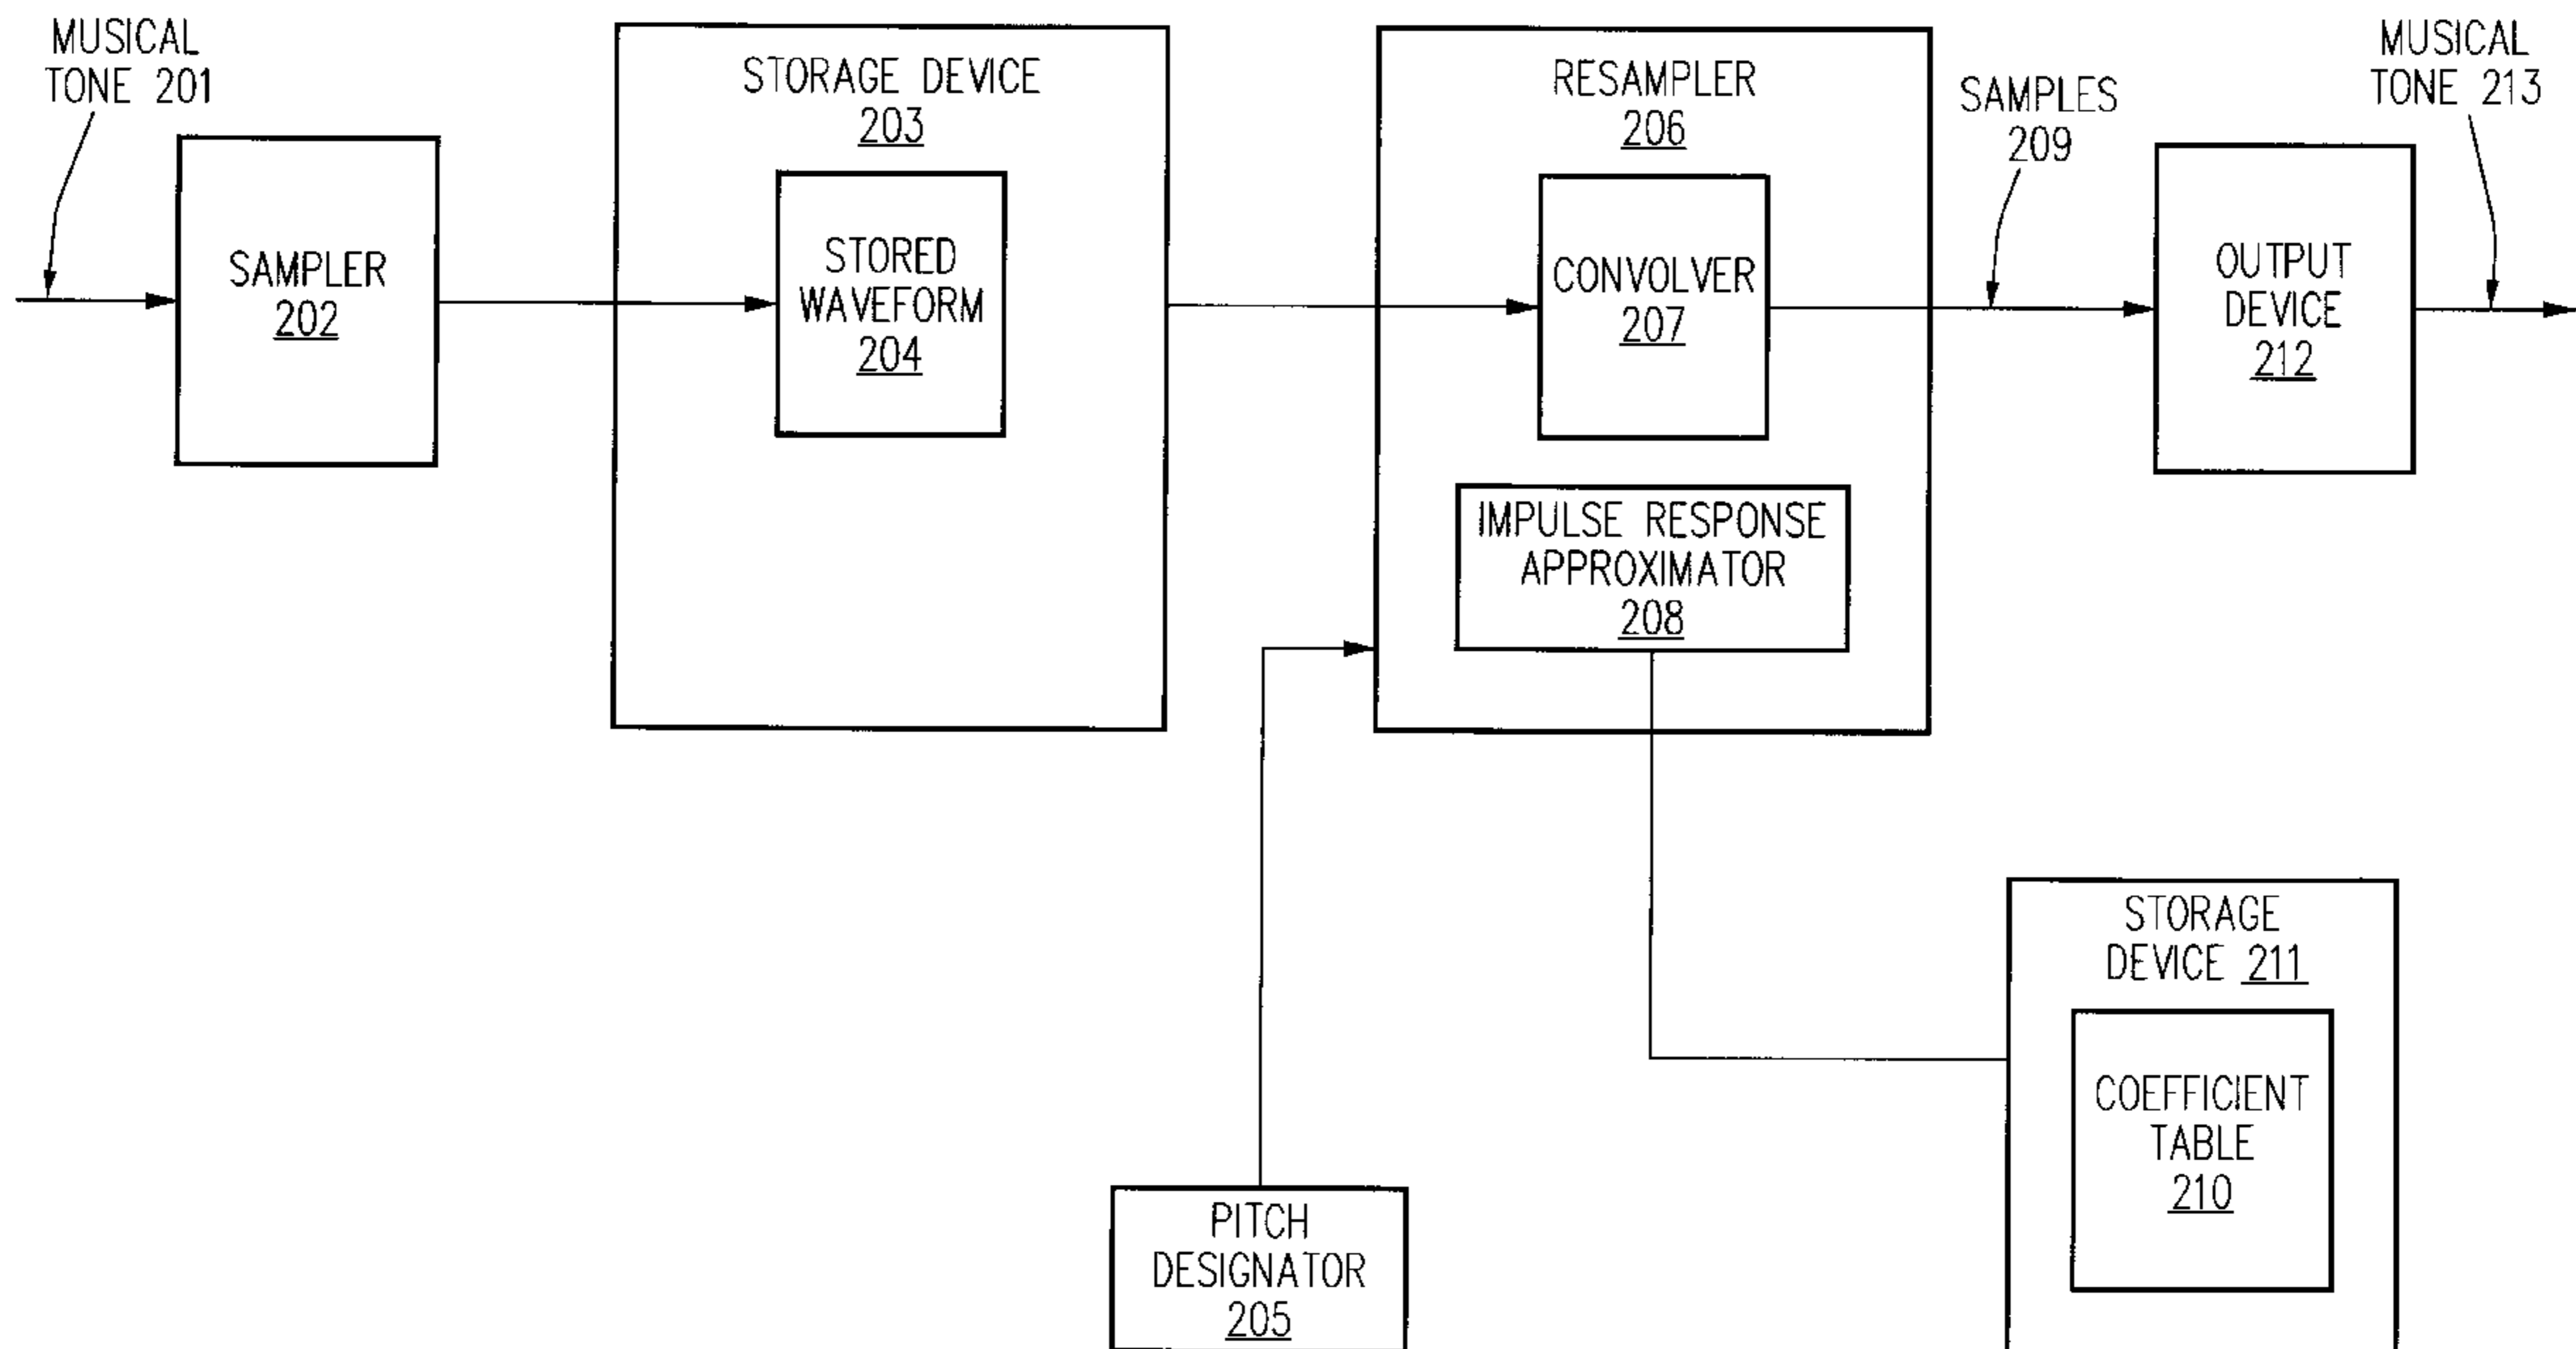 MUSICAL
TONE 201
SAMPLER
202
STORAGE DEVICE
203
STORED
WAVEFORM
204
RESAMPLER
206
CONVOLVER
207
IMPULSE RESPONSE
APPROXIMATOR
208
SAMPLES
209
OUTPUT
DEVICE
212
MUSICAL
TONE 213
STORAGE
DEVICE 211
COEFFICIENT
TABLE
210
PITCH
DESIGNATOR
205